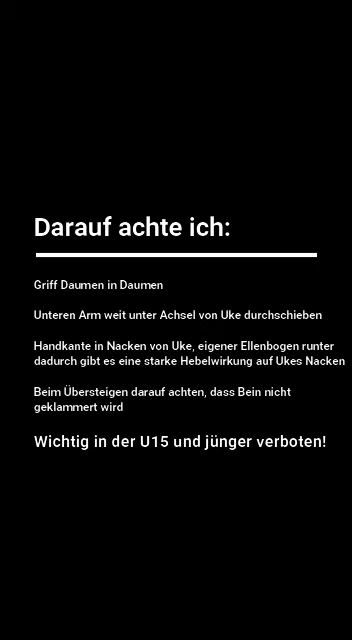 Darauf achte ich:
Griff Daumen in Daumen
Unteren Arm weit unter Achsel von Uke durchschieben
Handkante in Nacken von Uke, eigener Ellenbogen runter
dadurch gibt es eine starke Hebelwirkung auf Ukes Nacken
Beim Übersteigen darauf achten, dass Bein nicht
geklammert wird
Wichtig in der U15 und jünger verboten!